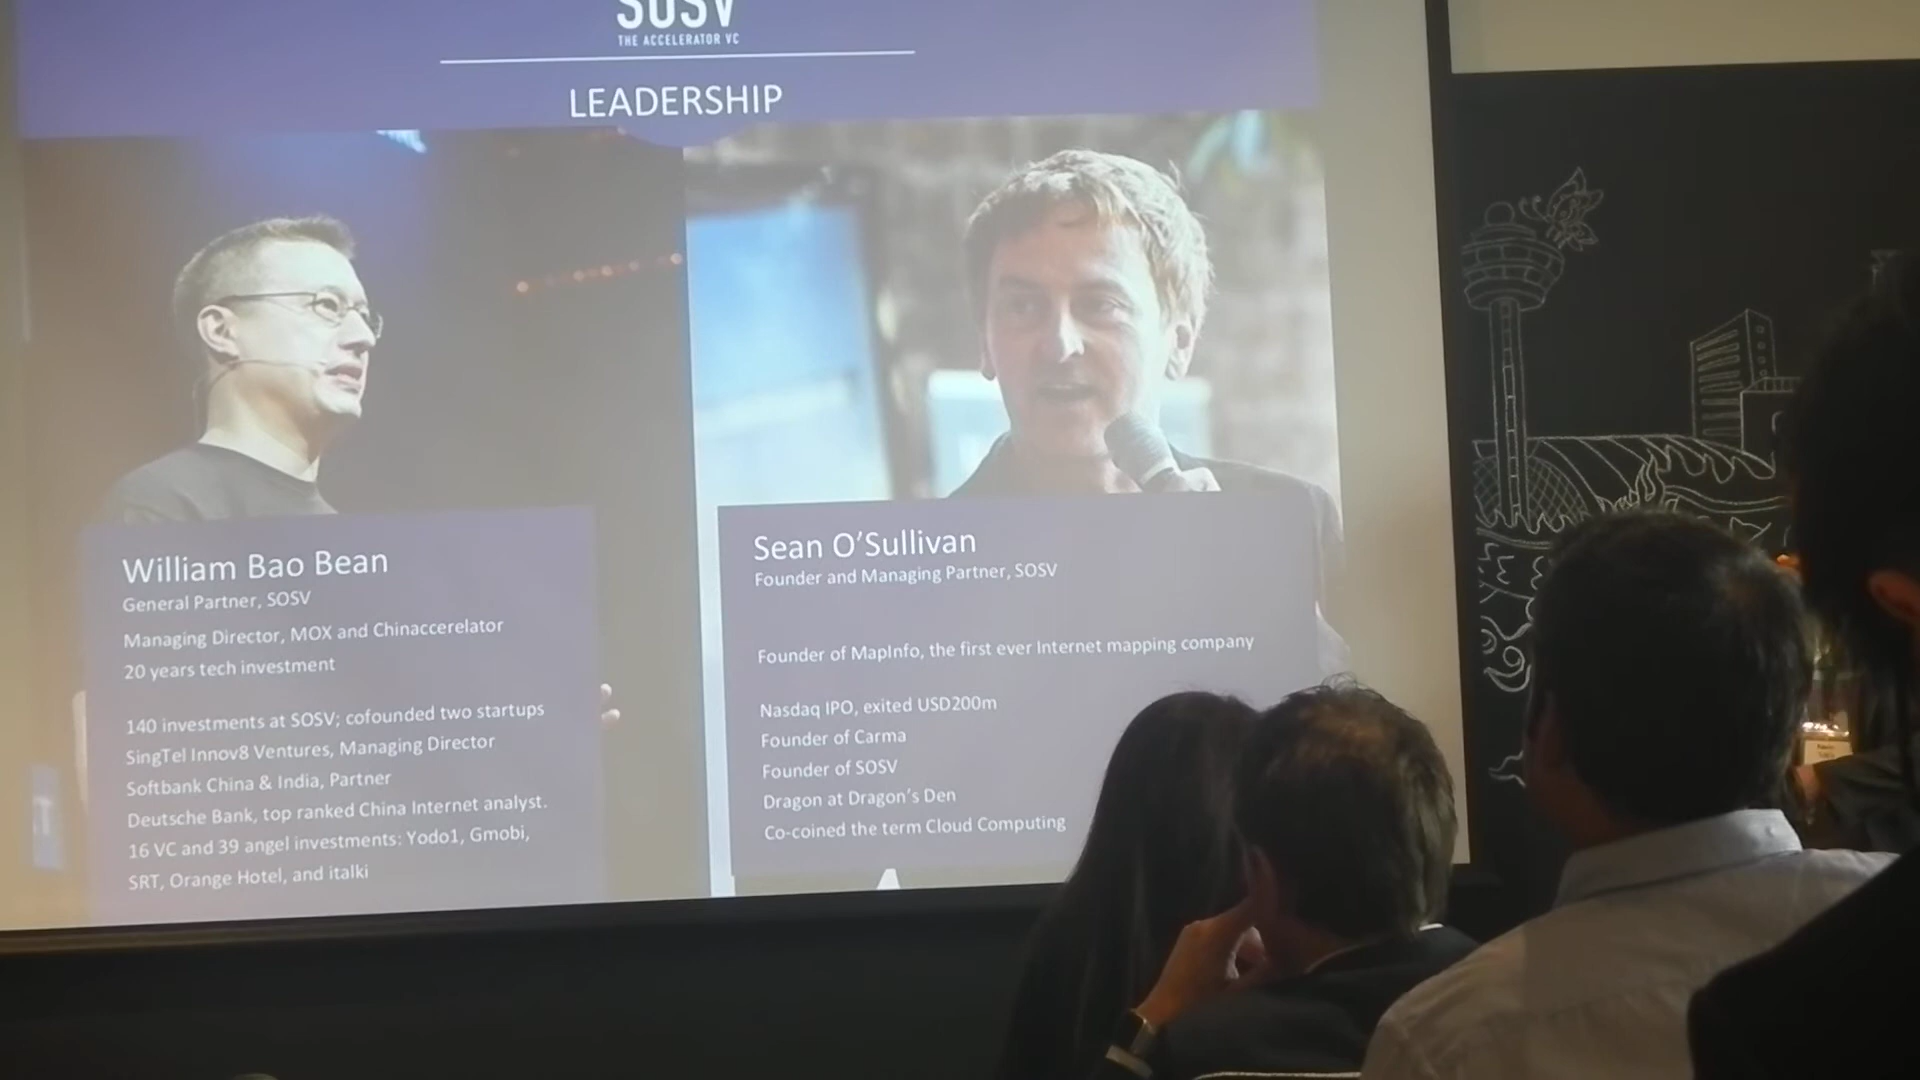 SOSV
THE ACCELERATOR VC
LEADERSHIP
William Bao Bean
General Partner, SOSV
Managing Director, MOX and Chinaccerelator
20 years tech investment
140 investments at SOSV; cofounded two startups
SingTel Innov8 Ventures, Managing Director
Softbank China & India, Partner
Deutsche Bank, top ranked China Internet analyst.
16 VC and 39 angel investments: Yodo1, Gmobi,
SRT, Orange Hotel, and italki
Sean O'Sullivan
Founder and Managing Partner, SOSV
Founder of MapInfo, the first ever Internet mapping company
Nasdaq IPO, exited USD200m
Founder of Carma
Founder of SOSV
Dragon at Dragon's Den
Co-coined the term Cloud Computing